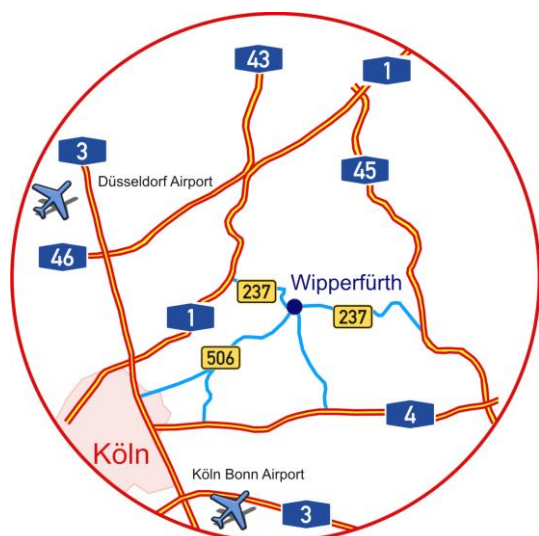 43
1
3
45
Düsseldorf Airport
46
Wipperfürth
237
237
1
506
4
Köln
Köln Bonn Airport
3